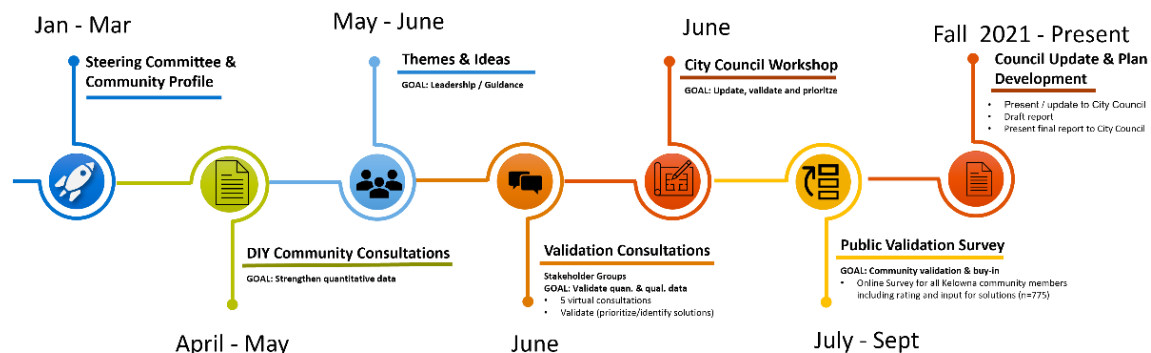 Jan - Mar
Steering Committee &
Community Profile
DIY Community Consultations
GOAL: Strengthen quantitative data
April - May
May - June
Themes & Ideas
GOAL: Leadership / Guidance
Validation Consultations
Stakeholder Groups
GOAL: Validate quan. & qual. data
• 5 virtual consultations
• Validate (prioritize/identify solutions)
June
June
City Council Workshop
GOAL: Update, validate and prioritze
Public Validation Survey
GOAL: Community validation & buy-in
• Online Survey for all Kelowna community members
including rating and input for solutions (n=775)
July - Sept
Fall 2021 - Present
Council Update & Plan
Development
• Present / update to City Council
• Draft report
• Present final report to City Council